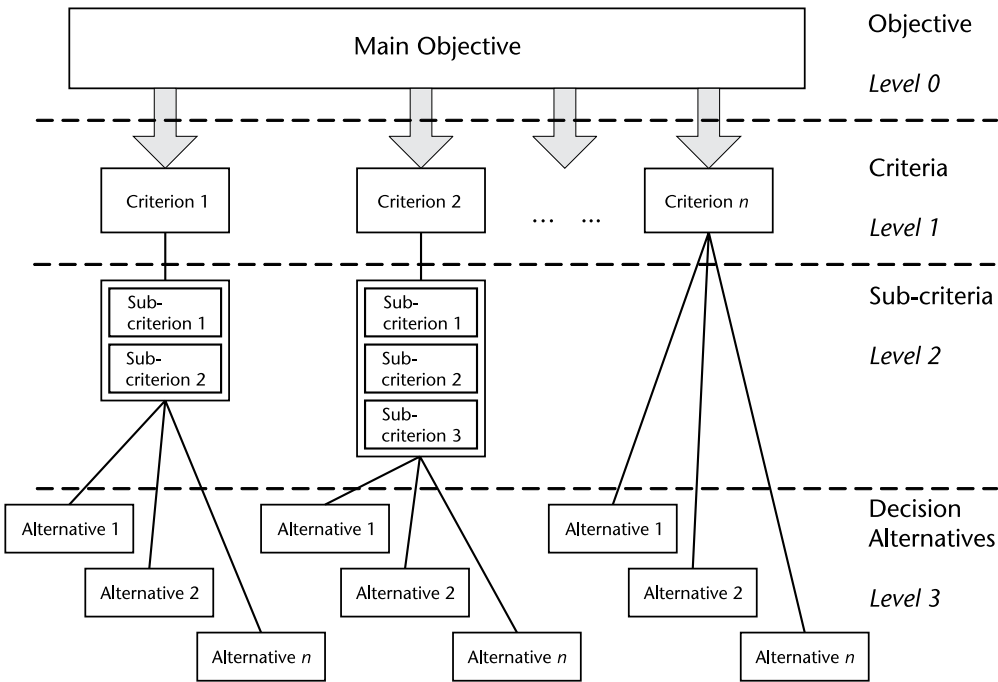 Main Objective
Objective
Level 0
Criterion 1
Criterion 2
... ...
Criterion n
Criteria
Level 1
Sub-
criterion 1
Sub-
criterion 2
Sub-
criterion 1
Sub-
criterion 2
Sub-
criterion 3
Sub-criteria
Level 2
Alternative 1
Alternative 2
Alternative n
Alternative 1
Alternative 2
Alternative n
Alternative 1
Alternative 2
Alternative n
Decision
Alternatives
Level 3